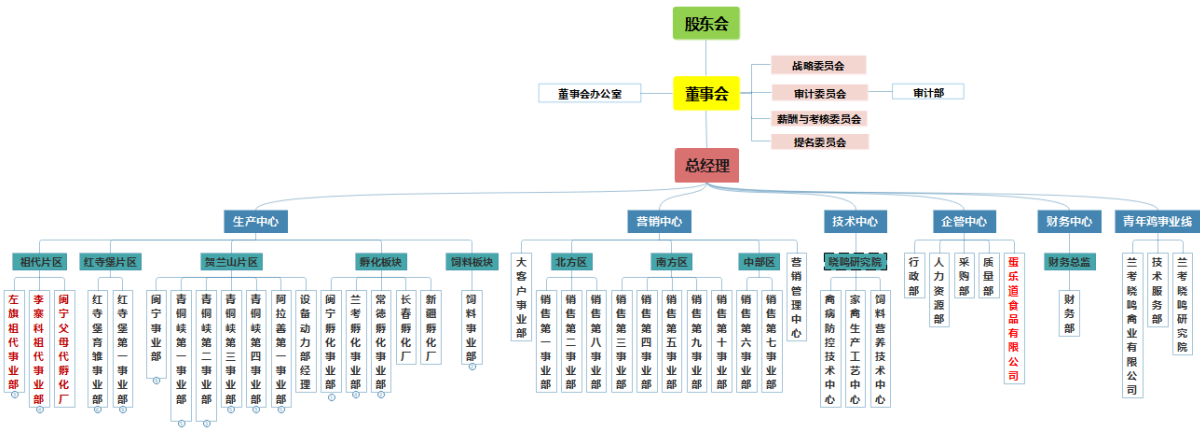 股东会
战略委员会
董事会办公室
董事会
审计委员会
审计部
薪酬与考核委员会
提名委员会
总经理
生产中心
营销中心
技术中心
企管中心
财务中心
青年鸡事业线
祖代片区
红寺堡片区
贺兰山片区
孵化板块
饲料板块
大客户事业部
北方区
南方区
中部区
营销管理中心
晓鸣研究院
行政部
人力资源部
采购部
质量部
蛋乐道食品有限公司
财务总监
兰考晓鸣禽业有限公司
技术服务部
兰考晓鸣研究院
左旗祖代事业部
李寨科祖代事业部
闽宁父母代孵化厂
红寺堡育雏事业部
红寺堡第一事业部
闽宁事业部
青铜峡第一事业部
青铜峡第二事业部
青铜峡第三事业部
青铜峡第四事业部
阿拉善第一事业部
设备动力部经理
闽宁孵化事业部
兰考孵化事业部
常德孵化事业部
长春孵化厂
新疆孵化厂
饲料事业部
销售第一事业部
销售第二事业部
销售第八事业部
销售第三事业部
销售第四事业部
销售第五事业部
销售第九事业部
销售第十事业部
销售第六事业部
销售第七事业部
禽病防控技术中心
家禽生产工艺中心
饲料营养技术中心
财务部